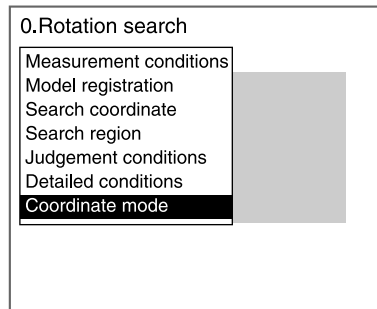 0.Rotation search
Measurement conditions
Model registration
Search coordinate
Search region
Judgement conditions
Detailed conditions
Coordinate mode